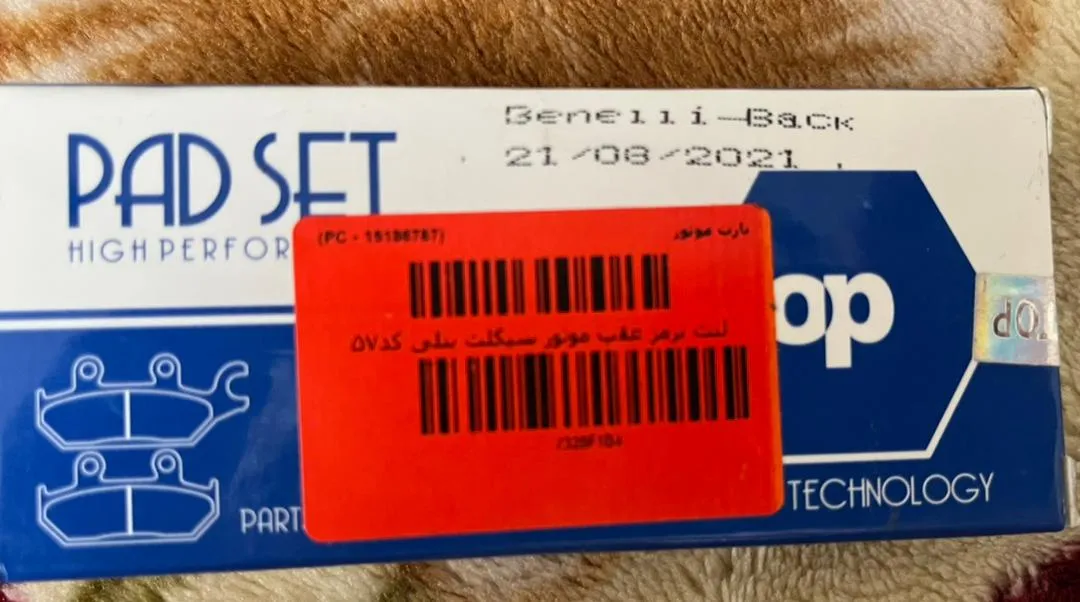 Benelli-Back
21/08/2021
PAD SET
HIGH PERFOR
(PC - 15186787)
پارت موتور
op
TOP
لنت ترمز عقب موتور سیکلت بنلی کد۵۷
PART
TECHNOLOGY